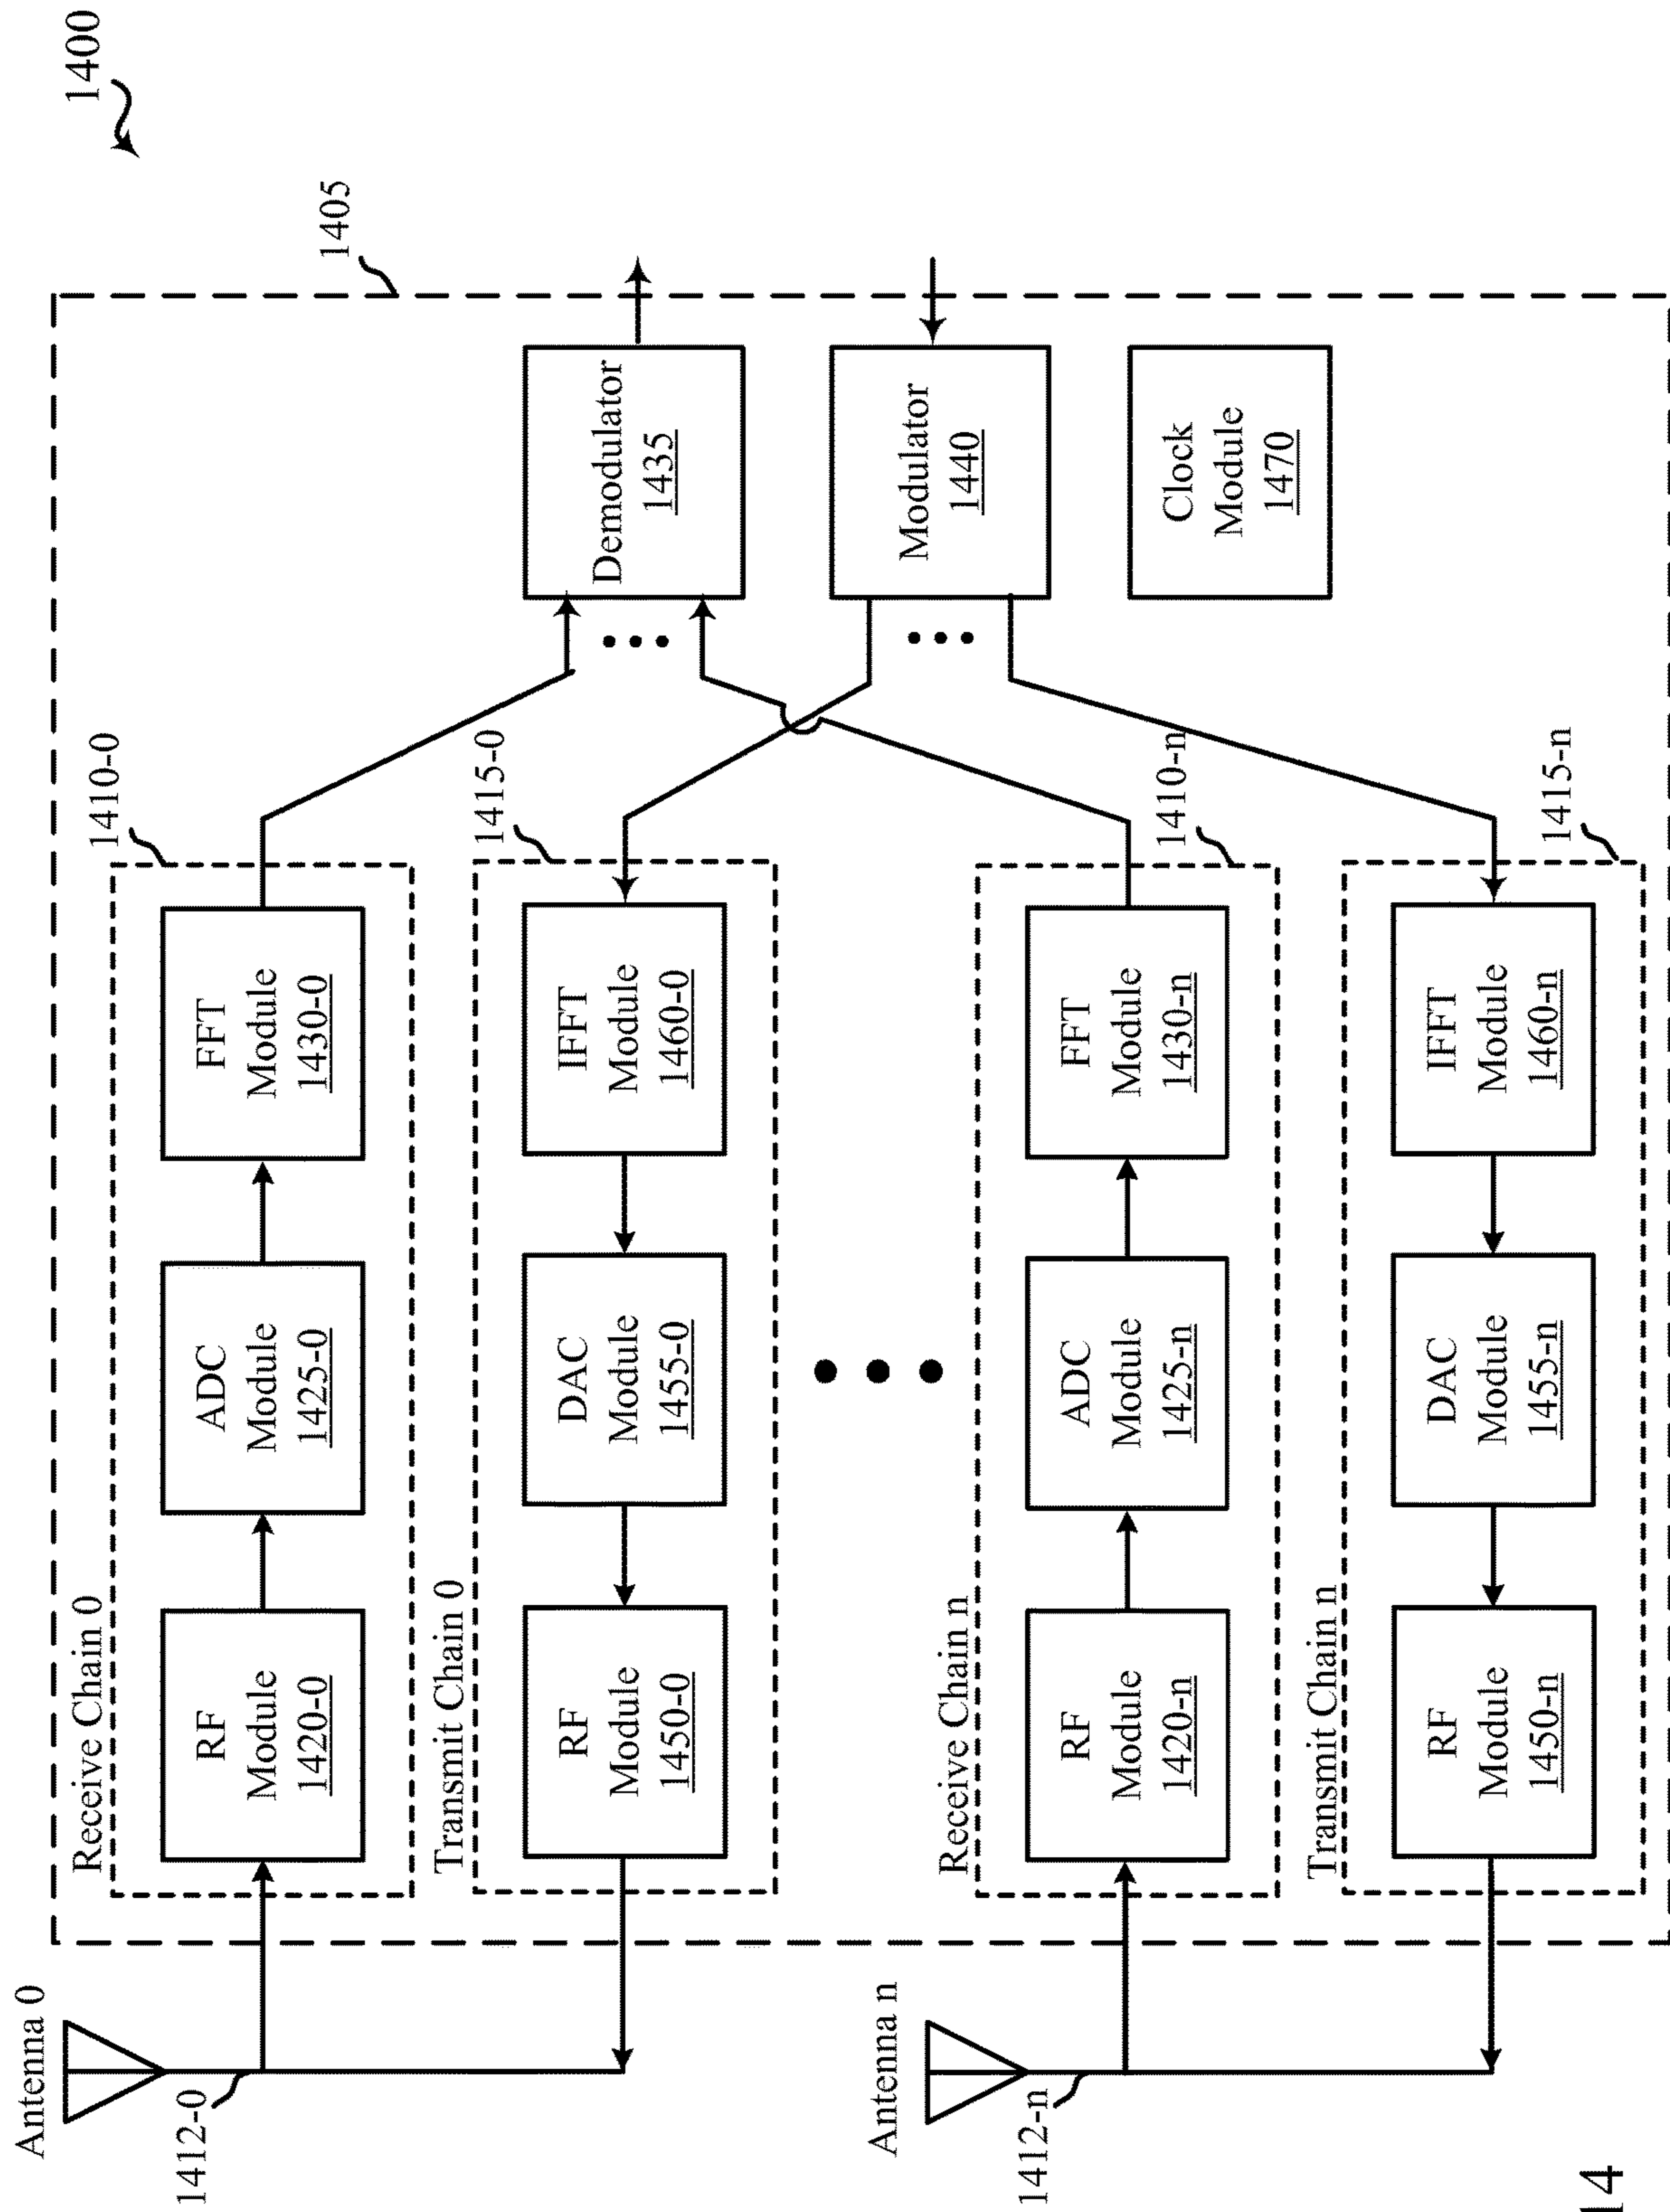 1400
1405
Antenna 0
1412-0
Receive Chain 0
1410-0
RF
Module
1420-0
ADC
Module
1425-0
FFT
Module
1430-0
Transmit Chain 0
1415-0
RF
Module
1450-0
DAC
Module
1455-0
IFFT
Module
1460-0
Demodulator
1435
Modulator
1440
Clock
Module
1470
Antenna n
1412-n
Receive Chain n
1410-n
RF
Module
1420-n
ADC
Module
1425-n
FFT
Module
1430-n
Transmit Chain n
1415-n
RF
Module
1450-n
DAC
Module
1455-n
IFFT
Module
1460-n
14